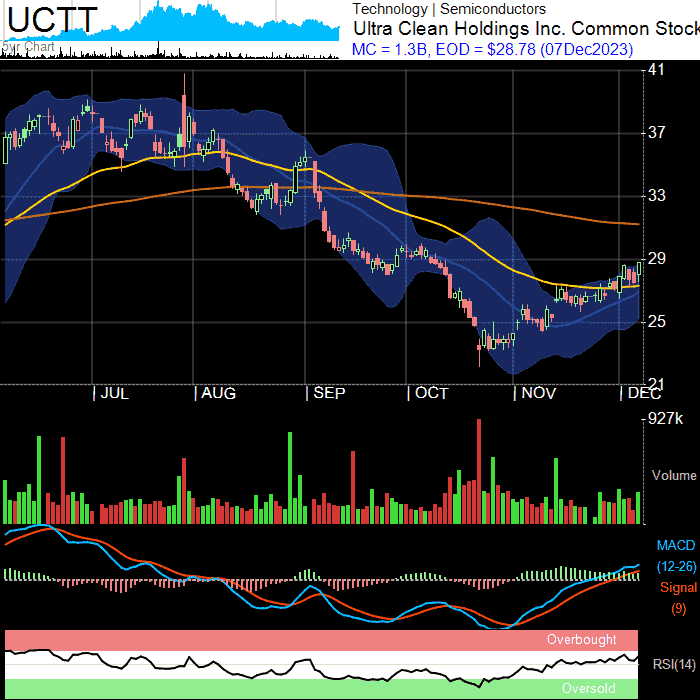 UCTT
5yr Chart
Technology | Semiconductors
Ultra Clean Holdings Inc. Common Stock
MC = 1.3B, EOD = $28.78 (07Dec2023)
41
37
33
29
25
21
JUL
AUG
SEP
OCT
NOV
DEC
927k
Volume
MACD
(12-26)
Signal
(9)
Overbought
RSI(14)
Oversold